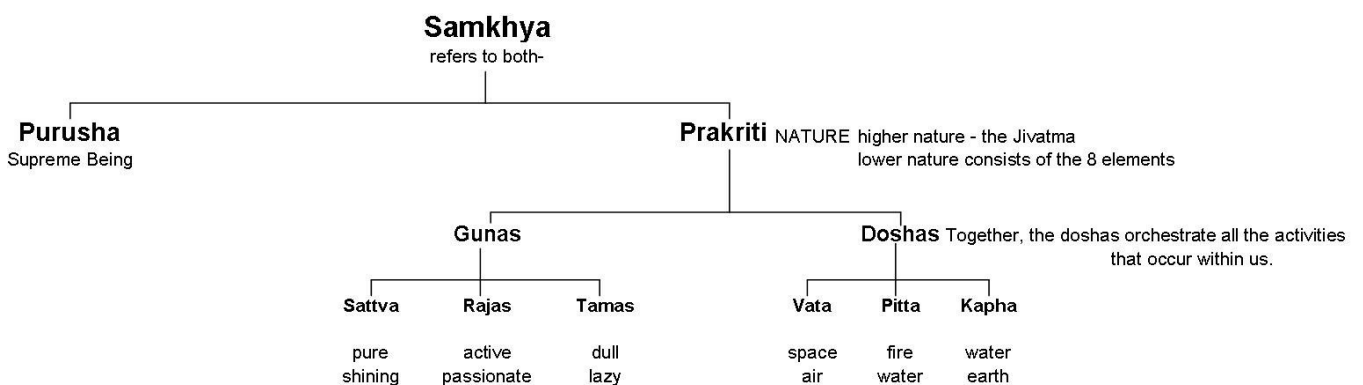 Samkhya
refers to both-
Purusha
Supreme Being
Prakriti NATURE higher nature - the Jivatma
lower nature consists of the 8 elements
Gunas
Doshas Together, the doshas orchestrate all the activities
that occur within us.
Sattva Rajas Tamas
Vata Pitta Kapha
pure active dull
space fire water
shining passionate lazy
air water earth